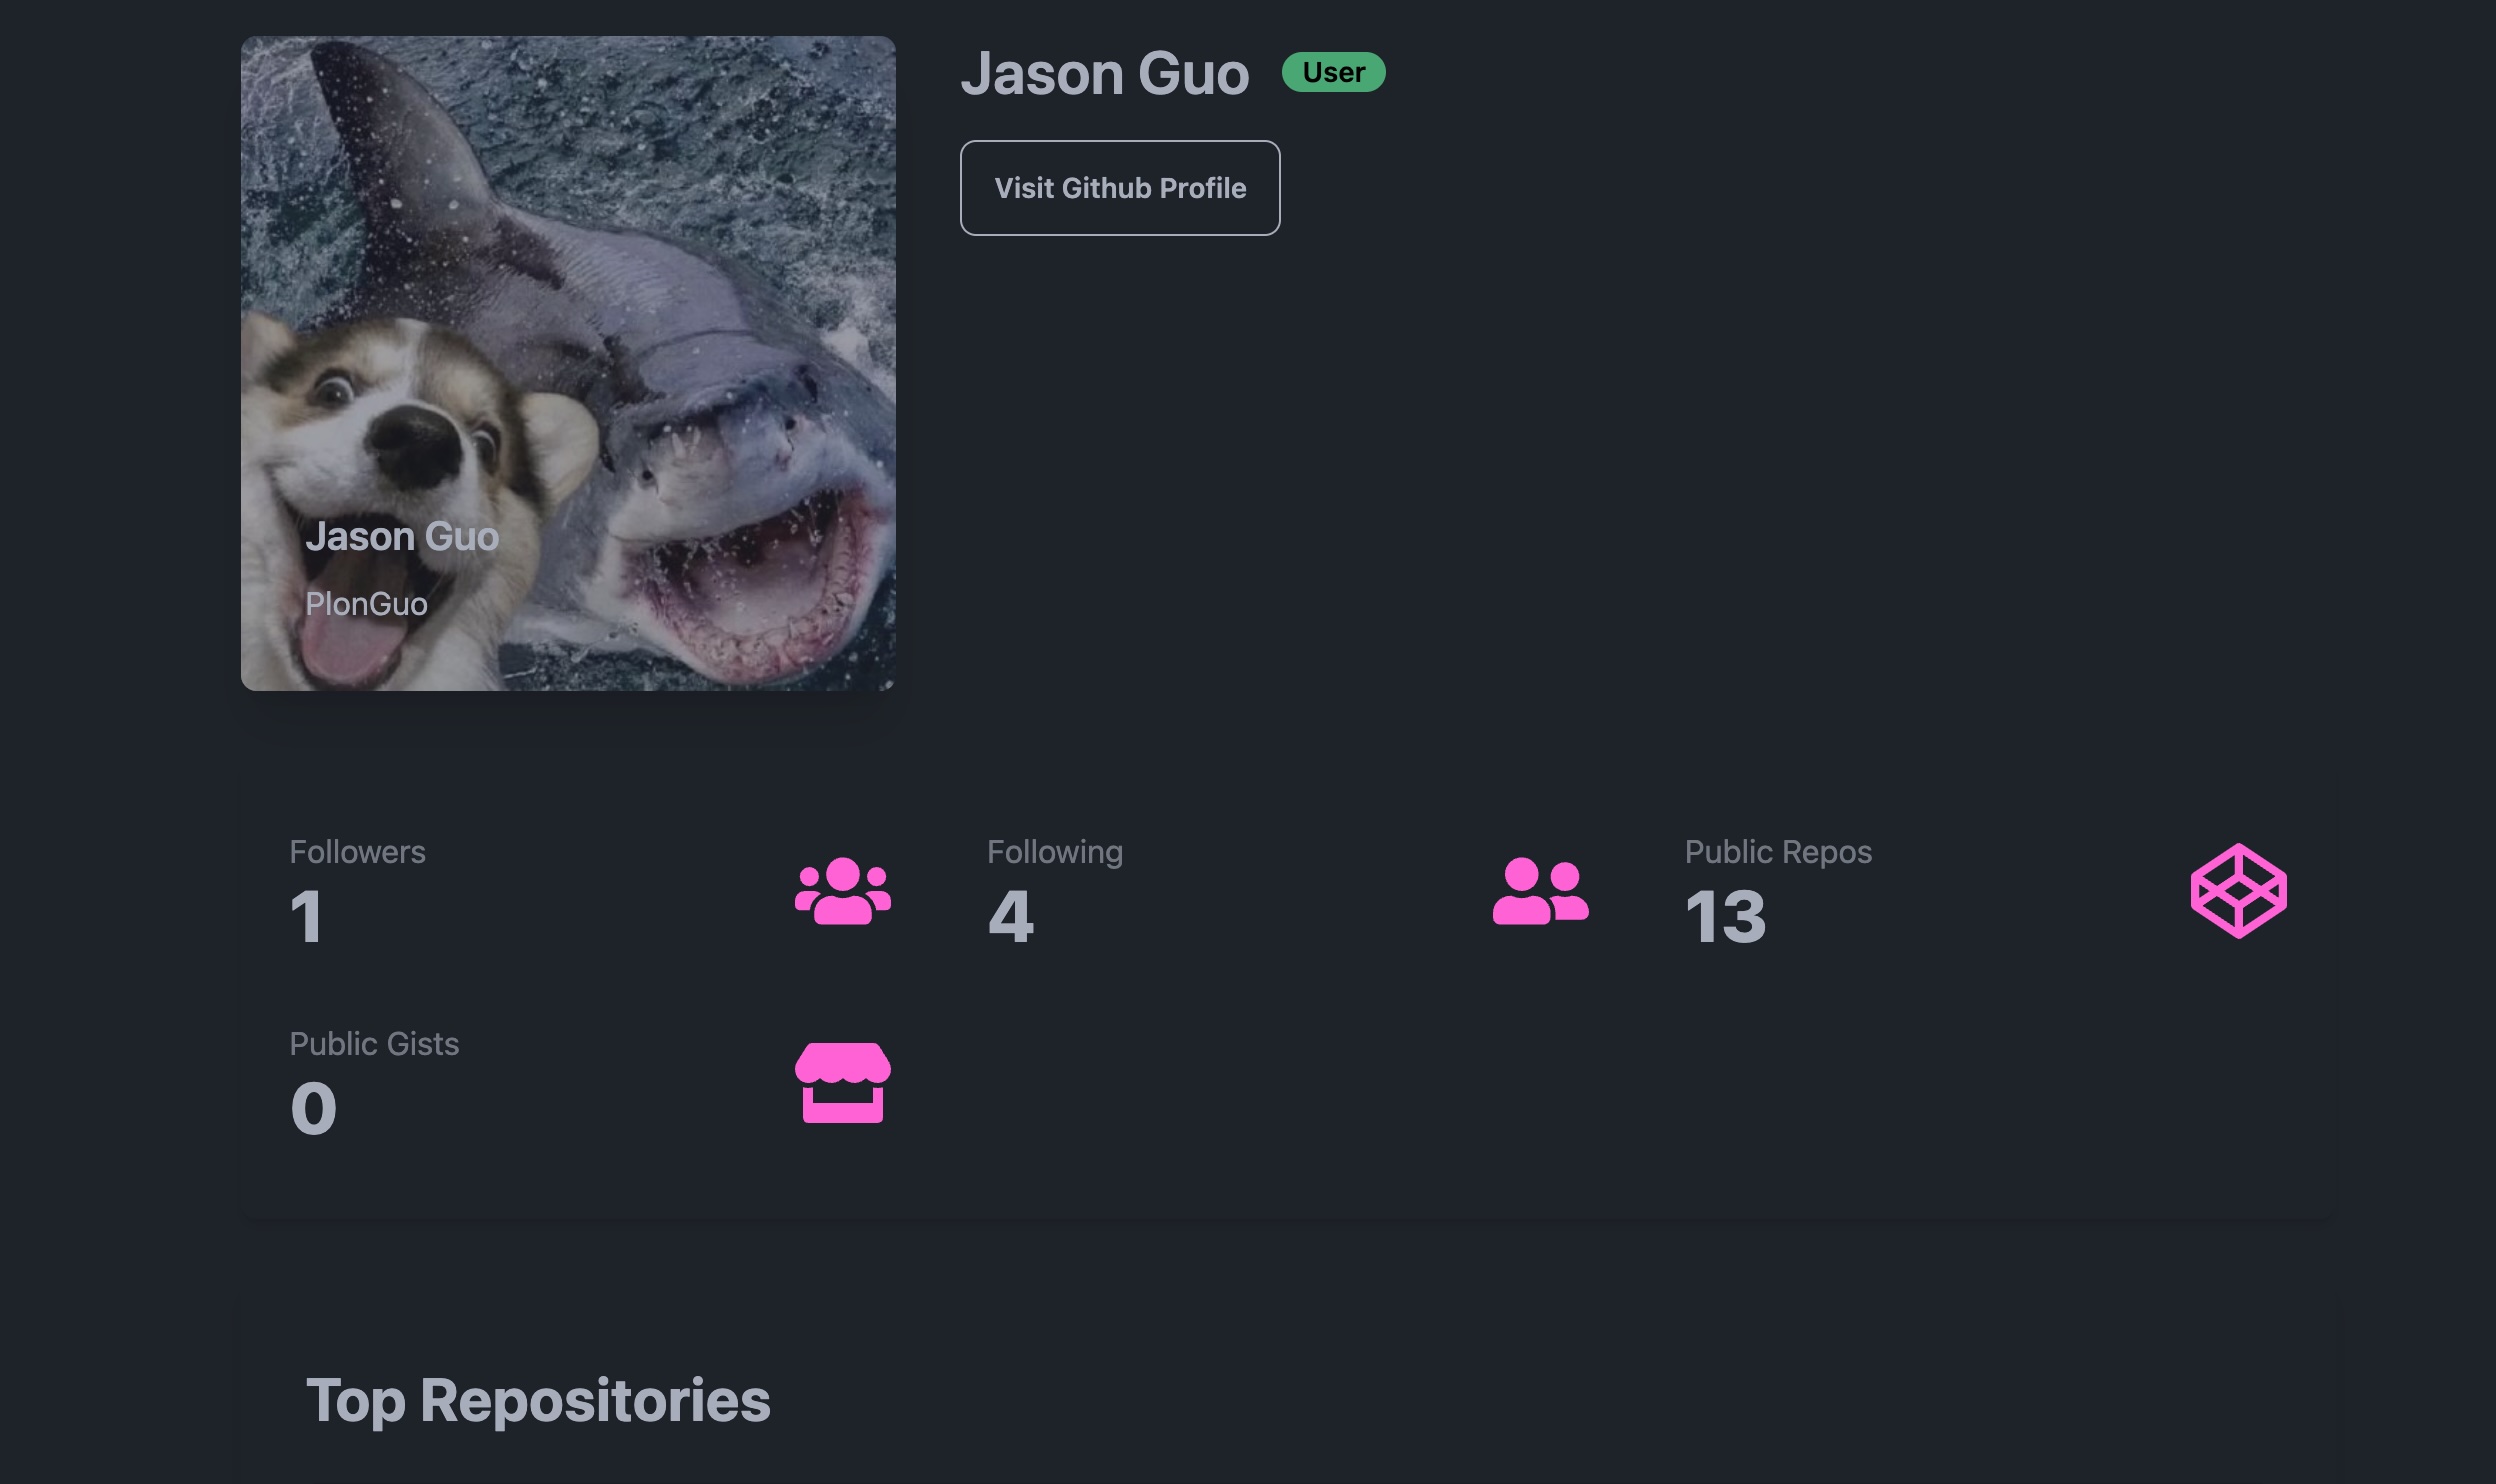 Jason Guo User
Visit Github Profile
Jason Guo
PlonGuo
Followers
1
Following
4
Public Repos
13
Public Gists
0
Top Repositories